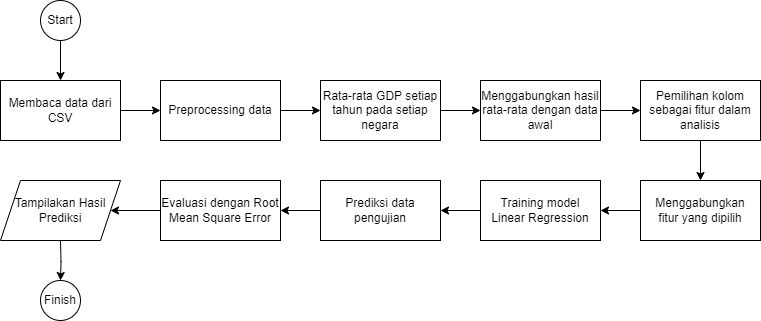 Start
Membaca data dari
CSV
Preprocessing data
Rata-rata GDP setiap
tahun pada setiap
negara
Menggabungkan hasil
rata-rata dengan data
awal
Pemilihan kolom
sebagai fitur dalam
analisis
Menggabungkan
fitur yang dipilih
Training model
Linear Regression
Prediksi data
pengujian
Evaluasi dengan Root
Mean Square Error
Tampilakan Hasil
Prediksi
Finish